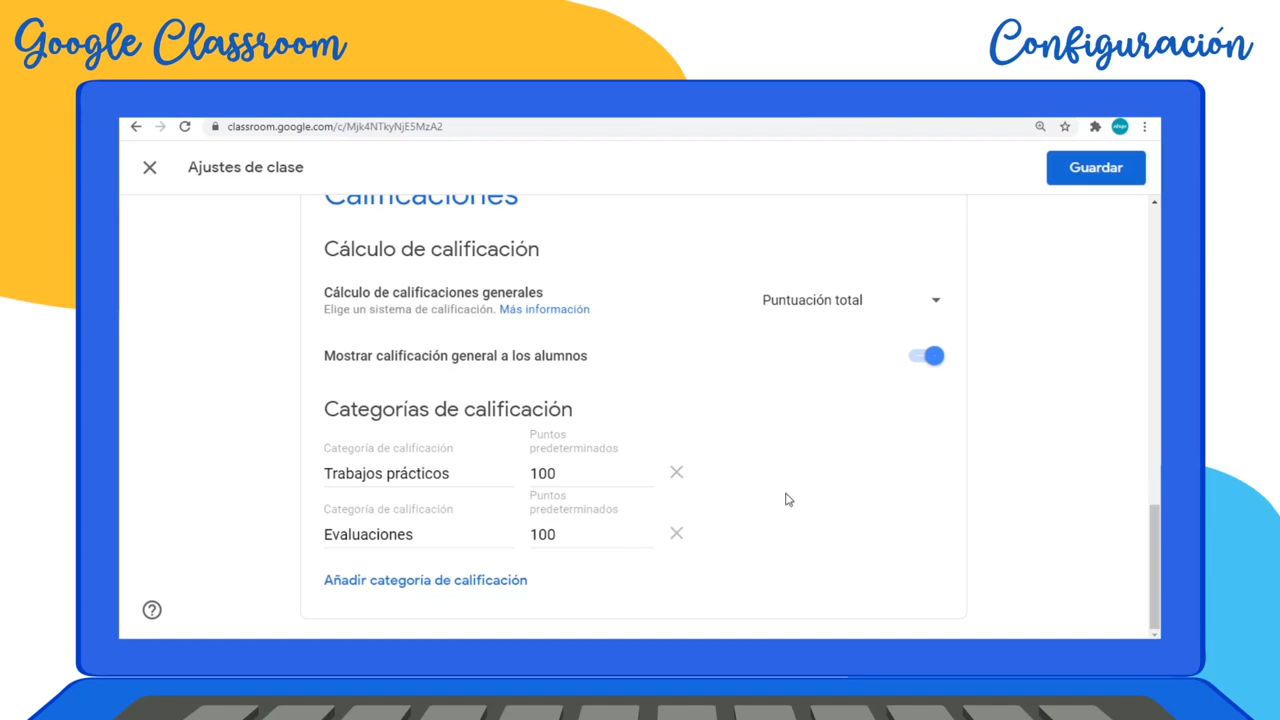 Google Classroom
Configuración
classroom.google.com/c/Mjk4NTkyNjE5MzA2
Ajustes de clase
Guardar
Calificaciones
Cálculo de calificación
Cálculo de calificaciones generales
Elige un sistema de calificación. Más información
Puntuación total
Mostrar calificación general a los alumnos
Categorías de calificación
Categoría de calificación
Puntos
predeterminados
Trabajos prácticos
100
Categoría de calificación
Puntos
predeterminados
Evaluaciones
100
Añadir categoría de calificación